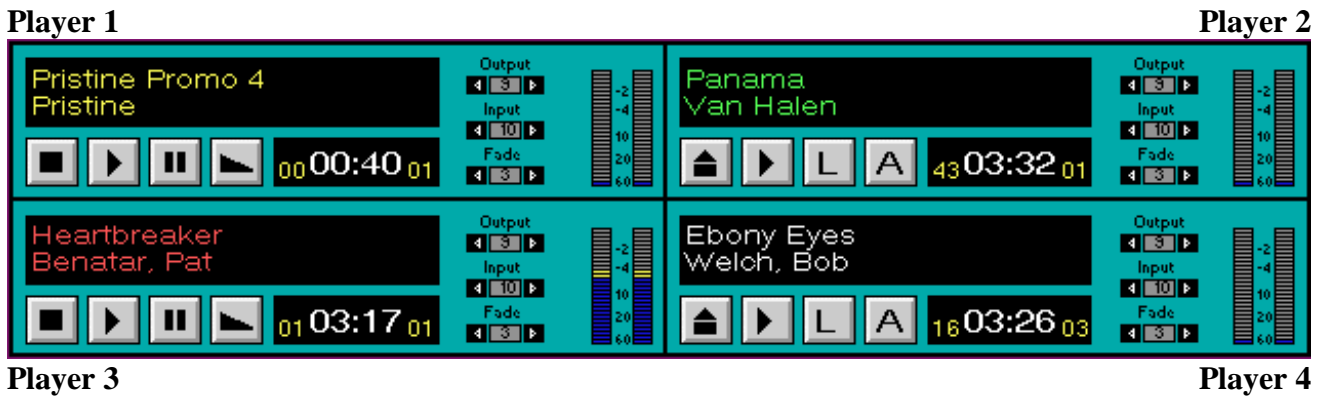 Player 1
Player 2
Pristine Promo 4
Pristine
00 00:40 01
Output
3
Input
10
Fade
3
-2
-4
10
20
60
Panama
Van Halen
L A 43 03:32 01
Output
3
Input
10
Fade
3
-2
-4
10
20
60
Heartbreaker
Benatar, Pat
01 03:17 01
Output
3
Input
10
Fade
3
-2
-4
10
20
60
Ebony Eyes
Welch, Bob
L A 16 03:26 03
Output
3
Input
10
Fade
3
-2
-4
10
20
60
Player 3
Player 4